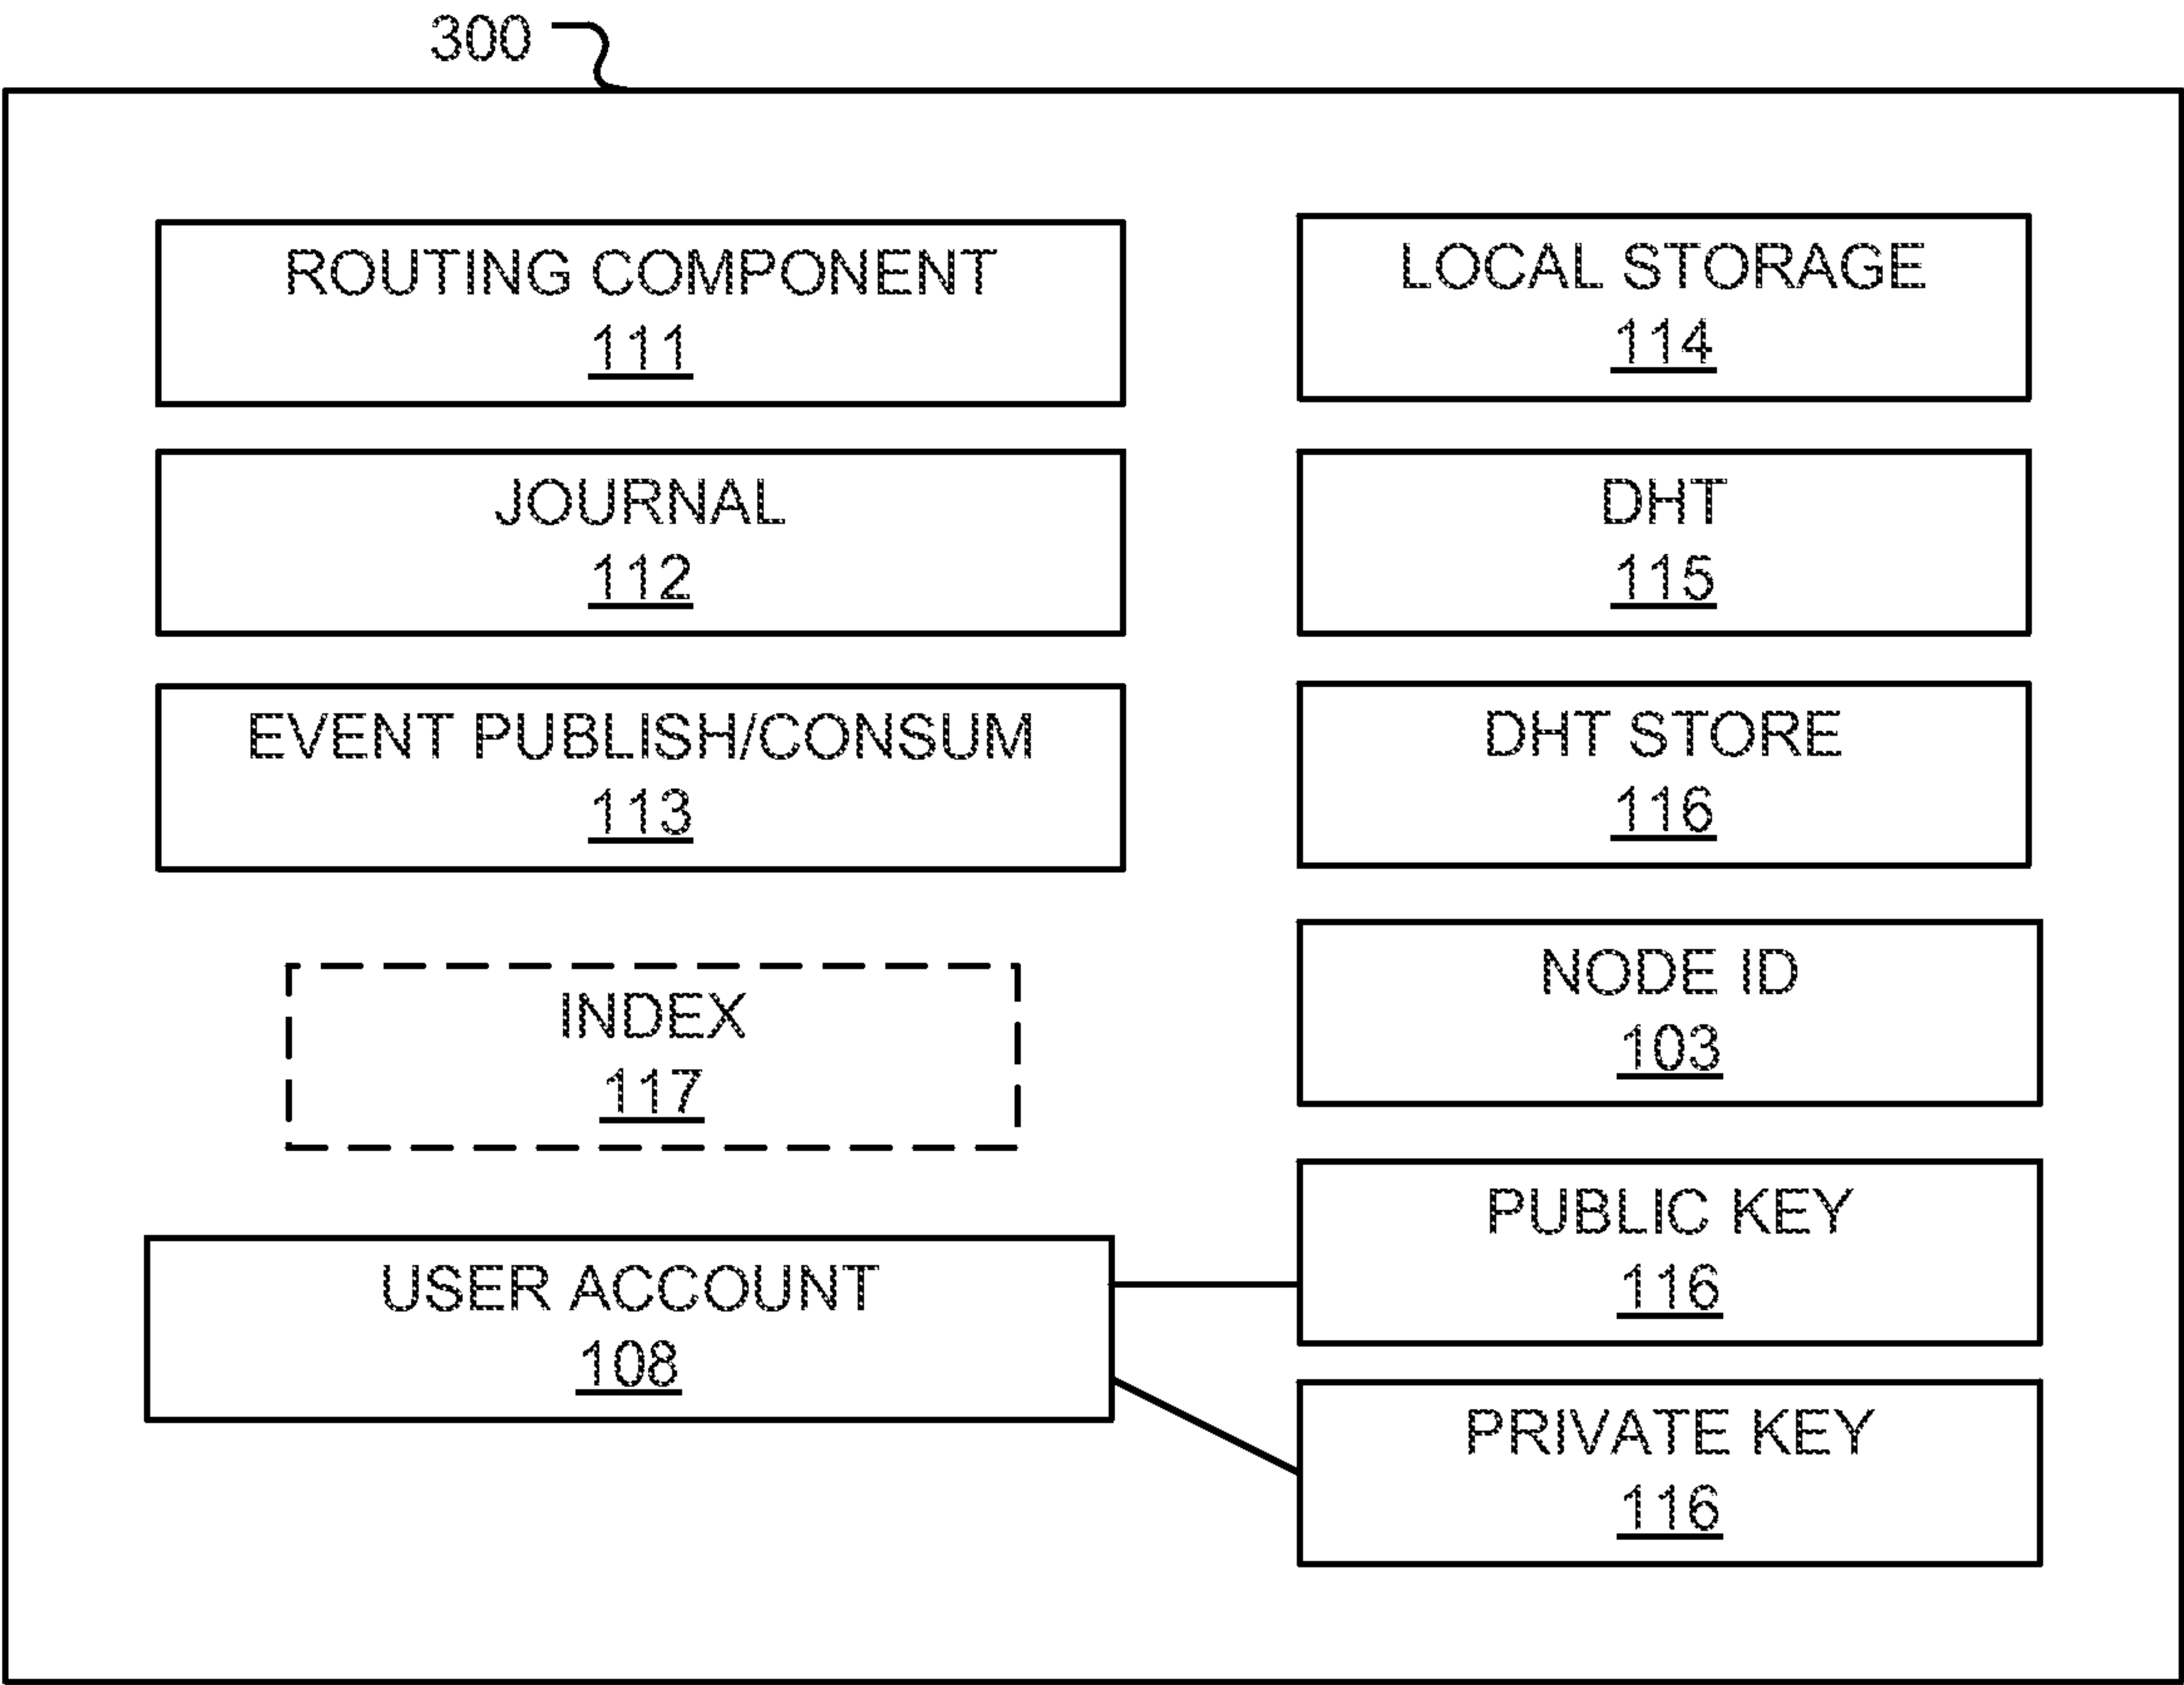 300
ROUTING COMPONENT
111
LOCAL STORAGE
114
JOURNAL
112
DHT
115
EVENT PUBLISH/CONSUM
113
DHT STORE
116
INDEX
117
NODE ID
103
USER ACCOUNT
108
PUBLIC KEY
116
PRIVATE KEY
116